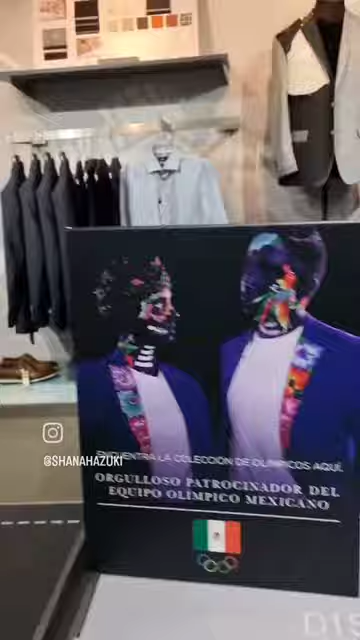 @SHANAHAZUKI
ENCUENTRA LA COLECCIÓN DE OLÍMPICOS AQUÍ.
ORGULLOSO PATROCINADOR DEL
EQUIPO OLÍMPICO MEXICANO